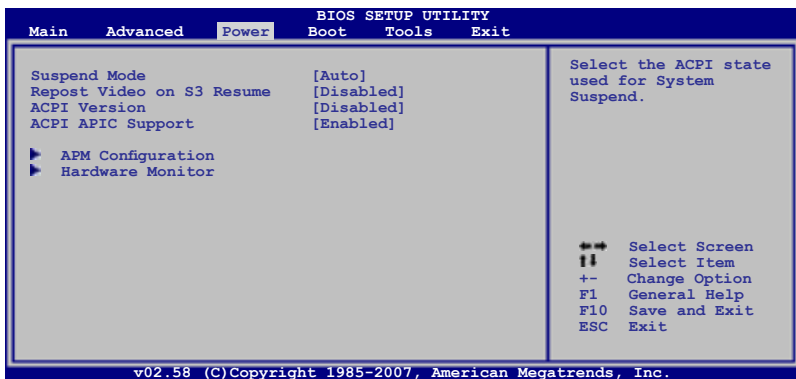 BIOS SETUP UTILITY
Main Advanced Power Boot Tools Exit
Suspend Mode [Auto]
Repost Video on S3 Resume [Disabled]
ACPI Version [Disabled]
ACPI APIC Support [Enabled]
APM Configuration
Hardware Monitor
Select the ACPI state
used for System
Suspend.
Select Screen
Select Item
+- Change Option
F1 General Help
F10 Save and Exit
ESC Exit
v02.58 (C)Copyright 1985-2007, American Megatrends, Inc.